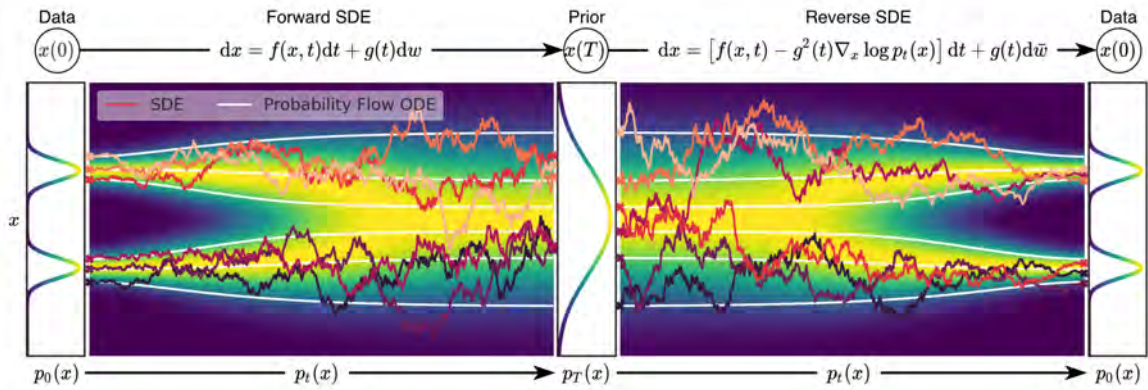 Data Forward SDE Prior Reverse SDE Data
x(0) dx = f(x, t)dt + g(t)dw x(T) dx = [f(x, t) − g²(t)∇ₓ log pₜ(x)] dt + g(t)dw̄ x(0)
SDE Probability Flow ODE
x
p₀(x) pₜ(x) p_T(x) pₜ(x) p₀(x)